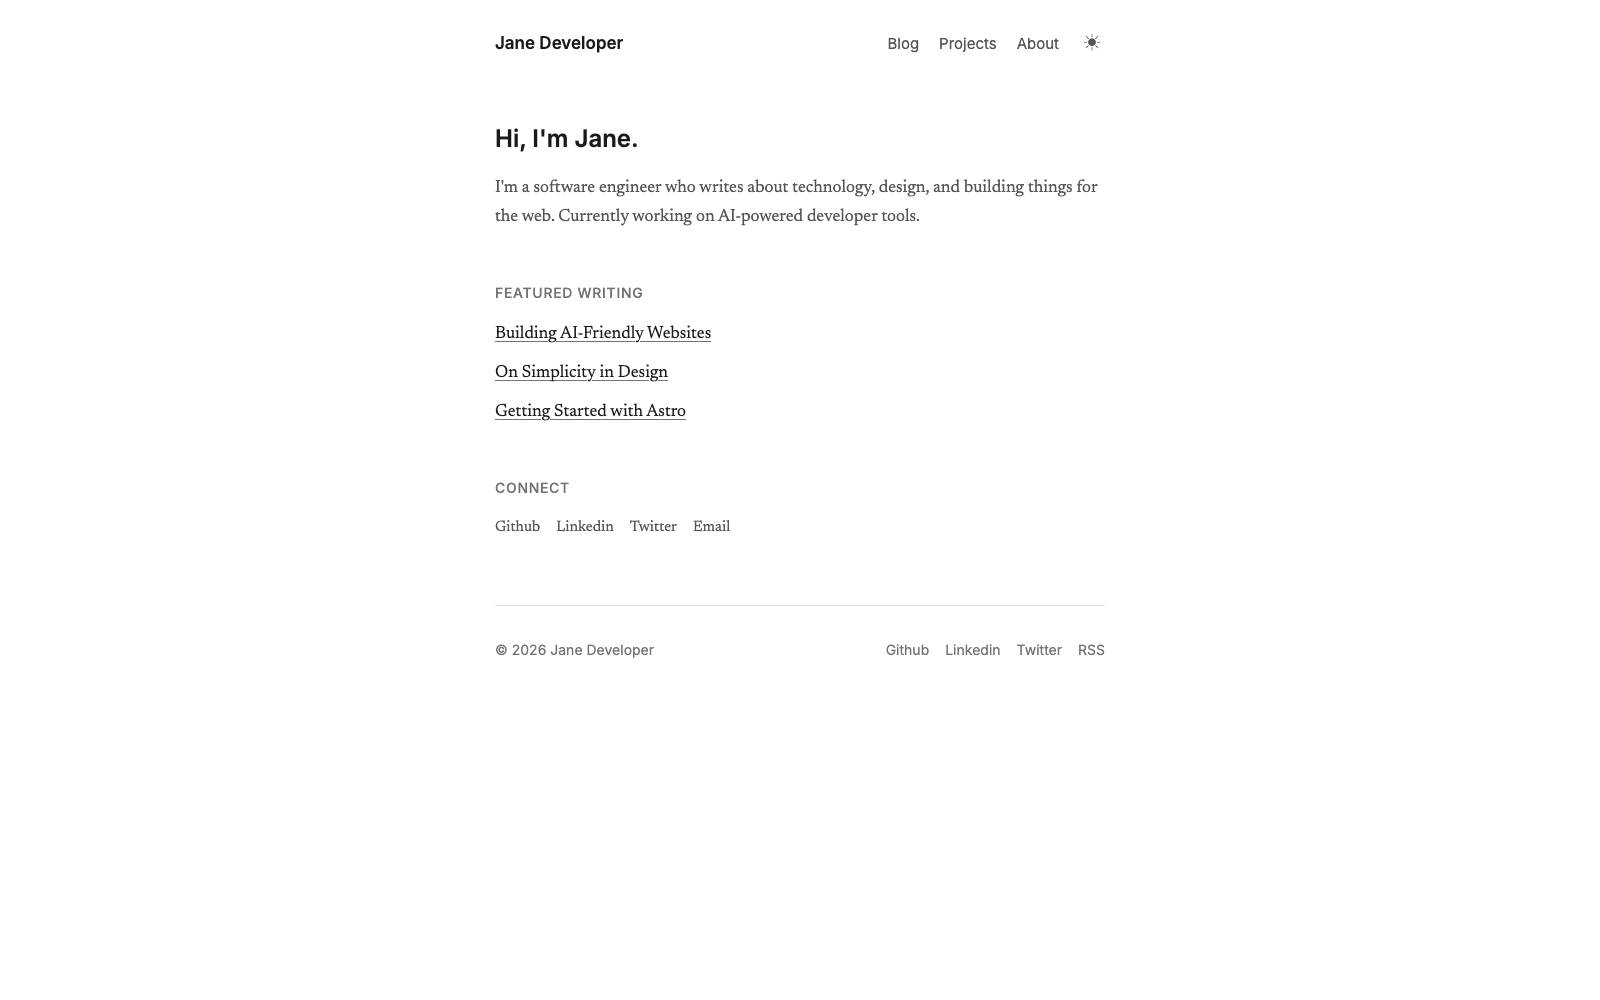 Jane Developer
Blog Projects About
Hi, I'm Jane.
I'm a software engineer who writes about technology, design, and building things for
the web. Currently working on AI-powered developer tools.
FEATURED WRITING
Building AI-Friendly Websites
On Simplicity in Design
Getting Started with Astro
CONNECT
Github Linkedin Twitter Email
© 2026 Jane Developer
Github Linkedin Twitter RSS